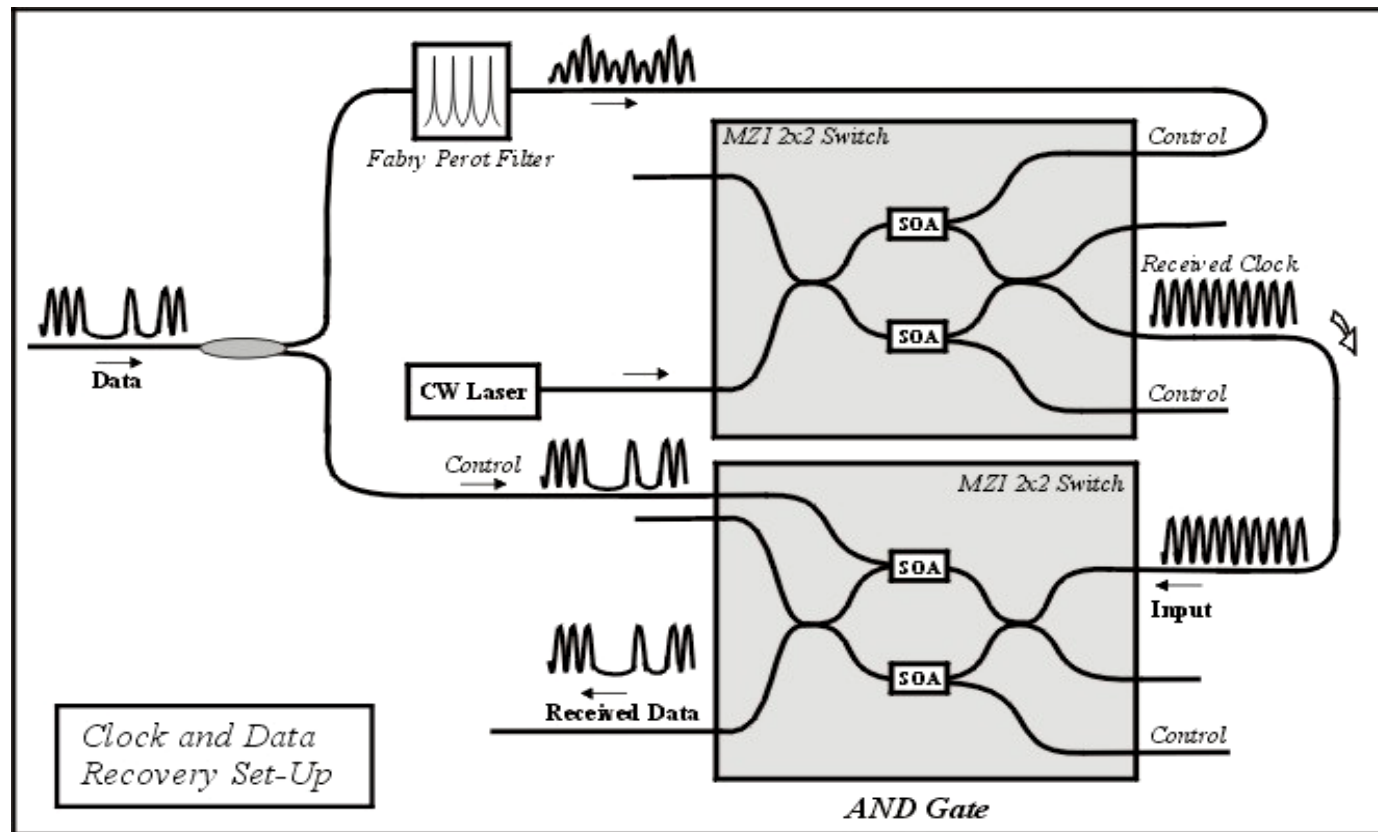 Fabry Perot Filter
MZI 2x2 Switch
Control
SOA
Received Clock
SOA
Data
CW Laser
Control
Control
MZI 2x2 Switch
SOA
Input
SOA
Received Data
Control
Clock and Data
Recovery Set-Up
AND Gate